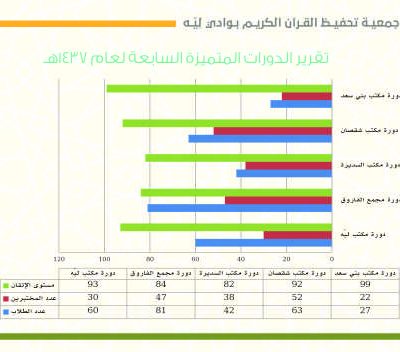 جمعية تحفيظ القرآن الكريم بوادي ليّه
تقرير الدورات المتميزة السابعة لعام ١٤٣٧هـ
دورة مكتب بني سعد
دورة مكتب شقصان
دورة مكتب السديرة
دورة مجمع الفاروق
دورة مكتب ليّه
120 100 80 60 40 20 0
دورة مكتب بني سعد دورة مكتب شقصان دورة مكتب السديرة دورة مجمع الفاروق دورة مكتب ليه
مستوى الإتقان 93 84 82 92 99
عدد المختبرين 30 47 38 52 22
عدد الطلاب 60 81 42 63 27